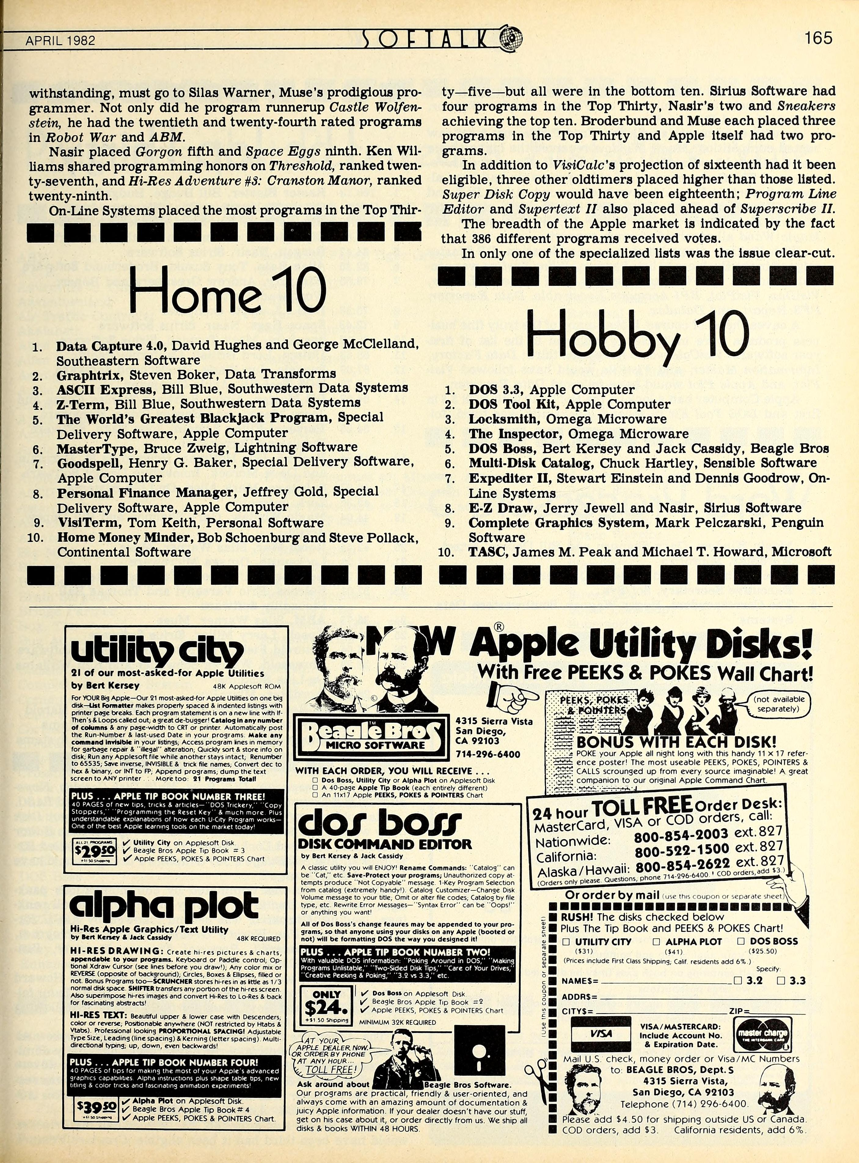 APRIL 1982
SOFTALK
165
withstanding, must go to Silas Warner, Muse's prodigious pro-
grammer. Not only did he program runnerup Castle Wolfen-
stein, he had the twentieth and twenty-fourth rated programs
in Robot War and ABM.
Nasir placed Gorgon fifth and Space Eggs ninth. Ken Wil-
liams shared programming honors on Threshold, ranked twen-
ty-seventh, and Hi-Res Adventure #3: Cranston Manor, ranked
twenty-ninth.
On-Line Systems placed the most programs in the Top Thir-
ty—five—but all were in the bottom ten. Sirius Software had
four programs in the Top Thirty, Nasir's two and Sneakers
achieving the top ten. Broderbund and Muse each placed three
programs in the Top Thirty and Apple itself had two pro-
grams.
In addition to VisiCalc's projection of sixteenth had it been
eligible, three other oldtimers placed higher than those listed.
Super Disk Copy would have been eighteenth; Program Line
Editor and Supertext II also placed ahead of Superscribe II.
The breadth of the Apple market is indicated by the fact
that 386 different programs received votes.
In only one of the specialized lists was the issue clear-cut.
Home 10
1. Data Capture 4.0, David Hughes and George McClelland,
Southeastern Software
2. Graphtrix, Steven Boker, Data Transforms
3. ASCII Express, Bill Blue, Southwestern Data Systems
4. Z-Term, Bill Blue, Southwestern Data Systems
5. The World's Greatest Blackjack Program, Special
Delivery Software, Apple Computer
6. MasterType, Bruce Zweig, Lightning Software
7. Goodspell, Henry G. Baker, Special Delivery Software,
Apple Computer
8. Personal Finance Manager, Jeffrey Gold, Special
Delivery Software, Apple Computer
9. VisiTerm, Tom Keith, Personal Software
10. Home Money Minder, Bob Schoenburg and Steve Pollack,
Continental Software
Hobby 10
1. DOS 3.3, Apple Computer
2. DOS Tool Kit, Apple Computer
3. Locksmith, Omega Microware
4. The Inspector, Omega Microware
5. DOS Boss, Bert Kersey and Jack Cassidy, Beagle Bros
6. Multi-Disk Catalog, Chuck Hartley, Sensible Software
7. Expediter II, Stewart Einstein and Dennis Goodrow, On-
Line Systems
8. E-Z Draw, Jerry Jewell and Nasir, Sirius Software
9. Complete Graphics System, Mark Pelczarski, Penguin
Software
10. TASC, James M. Peak and Michael T. Howard, Microsoft
utility city
21 of our most-asked-for Apple Utilities
by Bert Kersey 48K Applesoft ROM
For YOUR Big Apple—Our 21 most-asked-for Apple Utilities on one big
disk—List Formatter makes properly spaced & indented listings with
printer page breaks. Each program statement is on a new line with If-
Then's & Loops called out; a great de-bugger! Catalog in any number
of columns & any page-width to CRT or printer. Automatically post
the Run-Number & last-used Date in your programs. Make any
command invisible in your listings; Access program lines in memory
for garbage repair & "illegal" alteration; Quickly sort & store info on
disk; Run any Applesoft file while another stays intact; Renumber
to 65535; Save inverse, INVISIBLE & trick file names; Convert dec to
hex & binary, or INT to FP; Append programs; dump the text
screen to ANY printer . . . More too: 21 Programs Total!
PLUS . . . APPLE TIP BOOK NUMBER THREE!
40 PAGES of new tips, tricks & articles—"DOS Trickery," "Copy
Stoppers," "Programming the Reset Key" & much more. Plus
understandable explanations of how each U-City Program works—
One of the best Apple learning tools on the market today!
ALL 21 PROGRAMS
$29.50
+$1.50 Shipping
✓ Utility City on Applesoft Disk
✓ Beagle Bros Apple Tip Book #3
✓ Apple PEEKS, POKES & POINTERS Chart
alpha plot
Hi-Res Apple Graphics/Text Utility
by Bert Kersey & Jack Cassidy 48K REQUIRED
HI-RES DRAWING: Create hi-res pictures & charts,
appendable to your programs. Keyboard or Paddle control; Op-
tional Xdraw Cursor (see lines before you draw!); Any color mix or
REVERSE (opposite of background); Circles, Boxes & Ellipses, filled or
not. Bonus Programs too—SCRUNCHER stores hi-res in as little as 1/3
normal disk space. SHIFTER transfers any portion of the hi-res screen.
Also superimpose hi-res images and convert Hi-Res to Lo-Res & back
for fascinating abstracts!
HI-RES TEXT: Beautiful upper & lower case with Descenders,
color or reverse; Positionable anywhere (NOT restricted by Htabs &
Vtabs). Professional looking PROPORTIONAL SPACING! Adjustable
Type Size, Leading (line spacing) & Kerning (letter spacing). Multi-
directional typing; up, down, even backwards!
PLUS . . . APPLE TIP BOOK NUMBER FOUR!
40 PAGES of tips for making the most of your Apple's advanced
graphics capabilities. Alpha instructions plus shape table tips, new
titling & color tricks and fascinating animation experiments!
$39.50
+$1.50 Shipping
✓ Alpha Plot on Applesoft Disk.
✓ Beagle Bros Apple Tip Book #4
✓ Apple PEEKS, POKES & POINTERS Chart.
NEW Apple® Utility Disks!
With Free PEEKS & POKES Wall Chart!
Beagle Bros
MICRO SOFTWARE
4315 Sierra Vista
San Diego,
CA 92103
714-296-6400
PEEKS, POKES
& POINTERS
(not available
separately)
BONUS WITH EACH DISK!
POKE your Apple all night long with this handy 11 × 17 refer-
ence poster! The most useable PEEKS, POKES, POINTERS &
CALLS scrounged up from every source imaginable! A great
companion to our original Apple Command Chart.
WITH EACH ORDER, YOU WILL RECEIVE . . .
☐ Dos Boss, Utility City or Alpha Plot on Applesoft Disk
☐ A 40-page Apple Tip Book (each entirely different)
☐ An 11x17 Apple PEEKS, POKES & POINTERS Chart
dos boss
DISK COMMAND EDITOR
by Bert Kersey & Jack Cassidy
A classic utility you will ENJOY! Rename Commands: "Catalog" can
be "Cat," etc. Save-Protect your programs; Unauthorized copy at-
tempts produce "Not Copyable" message. 1-Key Program Selection
from catalog (extremely handy!). Catalog Customizer—Change Disk
Volume message to your title; Omit or alter file codes; Catalog by file
type, etc. Rewrite Error Messages—"Syntax Error" can be "Oops!"
or anything you want!
All of Dos Boss's change features may be appended to your pro-
grams, so that anyone using your disks on any Apple (booted or
not) will be formatting DOS the way you designed it!
PLUS . . . APPLE TIP BOOK NUMBER TWO!
With valuable DOS information: "Poking Around in DOS," "Making
Programs Unlistable," "Two-Sided Disk Tips," "Care of Your Drives,"
"Creative Peeking & Poking," "3.2 vs 3.3," etc.
ONLY
$24.
+$1.50 Shipping
✓ Dos Boss on Applesoft Disk
✓ Beagle Bros Apple Tip Book #2
✓ Apple PEEKS, POKES & POINTERS Chart
MINIMUM 32K REQUIRED
AT YOUR
APPLE DEALER NOW,
OR ORDER BY PHONE
AT ANY HOUR...
TOLL FREE!
Ask around about Beagle Bros Software.
Our programs are practical, friendly & user-oriented, and
always come with an amazing amount of documentation &
juicy Apple information. If your dealer doesn't have our stuff,
get on his case about it, or order directly from us. We ship all
disks & books WITHIN 48 HOURS.
24 hour TOLL FREE Order Desk:
MasterCard, VISA or COD orders, call:
Nationwide: 800-854-2003 ext. 827
California: 800-522-1500 ext. 827
Alaska/Hawaii: 800-854-2622 ext. 827
(Orders only please. Questions, phone 714-296-6400. COD orders, add $3.)
Or order by mail (use this coupon or separate sheet)
(use this coupon or separate sheet)
RUSH! The disks checked below
Plus The Tip Book and PEEKS & POKES Chart:
☐ UTILITY CITY ☐ ALPHA PLOT ☐ DOS BOSS
($31) ($41) ($25.50)
(Prices include First Class Shipping, Calif. residents add 6%.)
Specify:
NAME$= ☐ 3.2 ☐ 3.3
ADDR$=
CITY$= ZIP=
VISA
VISA/MASTERCARD:
Include Account No.
& Expiration Date.
master charge
THE INTERBANK CARD
Mail U.S. check, money order or Visa/MC Numbers
to: BEAGLE BROS, Dept. S
4315 Sierra Vista,
San Diego, CA 92103
Telephone (714) 296-6400.
Please add $4.50 for shipping outside US or Canada.
COD orders, add $3. California residents, add 6%.